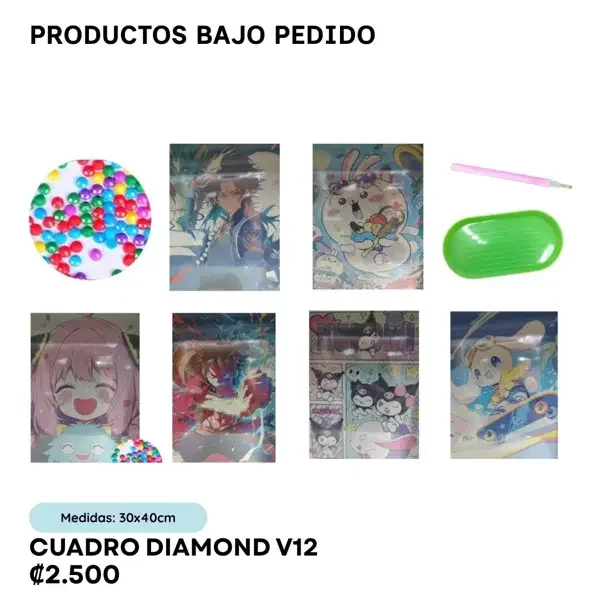 PRODUCTOS BAJO PEDIDO
Medidas: 30x40cm
CUADRO DIAMOND V12
₡2.500